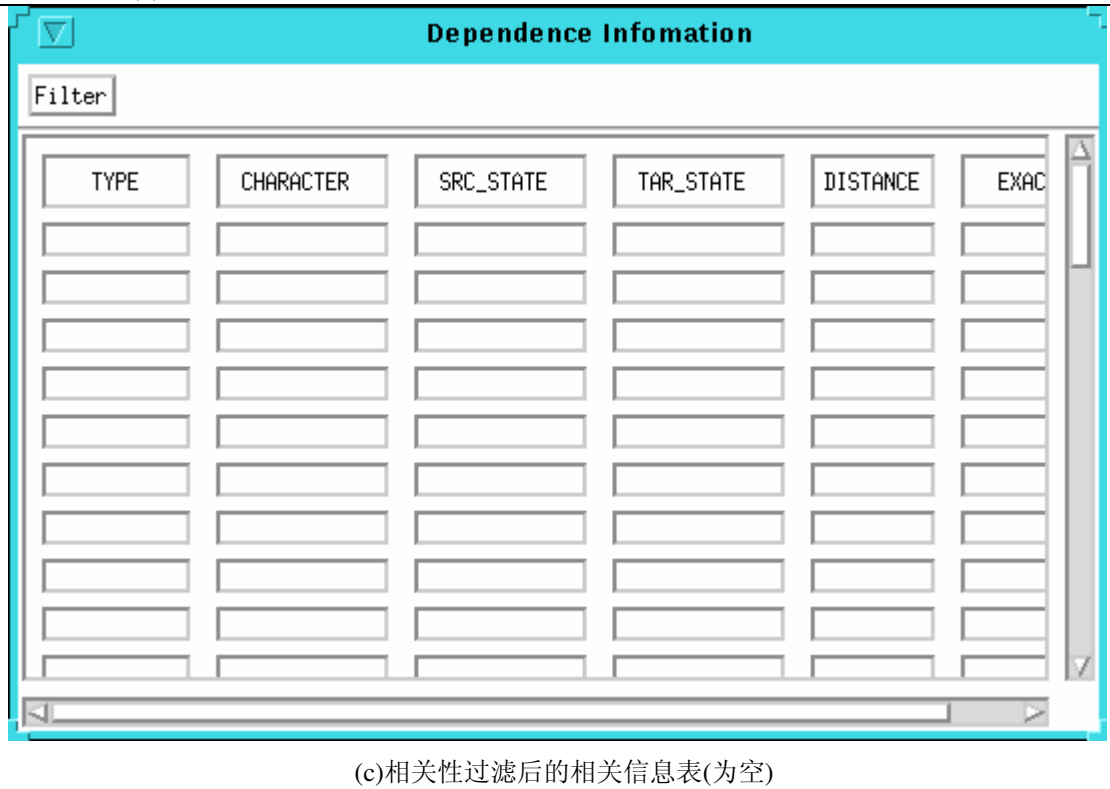 Dependence Infomation
Filter
TYPE CHARACTER SRC_STATE TAR_STATE DISTANCE EXAC
(c)相关性过滤后的相关信息表(为空)